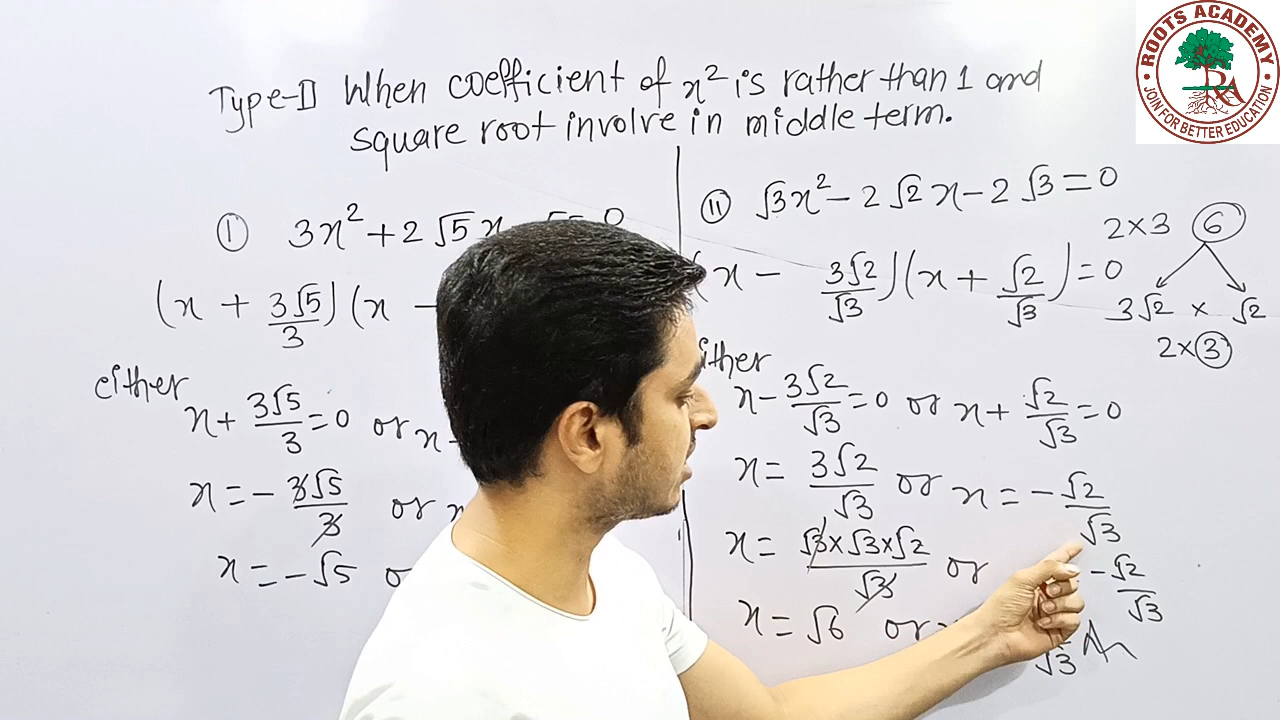 ROOTS ACADEMY
RA
JOIN FOR BETTER EDUCATION
Type-II When coefficient of x² is rather than 1 and
square root involve in middle term.
① 3x² + 2√5x
(x + 3√5/3)(x −
either
x + 3√5/3 = 0 or x
x = − 3√5/3 or
x = −√5
⑪ √3x² − 2√2x − 2√3 = 0
2×3 6
(x − 3√2/√3)(x + √2/√3) = 0
3√2 × √2
2×3
ither
x − 3√2/√3 = 0 or x + √2/√3 = 0
x = 3√2/√3 or x = − √2/√3
x = √3×√3×√2/√3 or − √2/√3
x = √6 or
√3